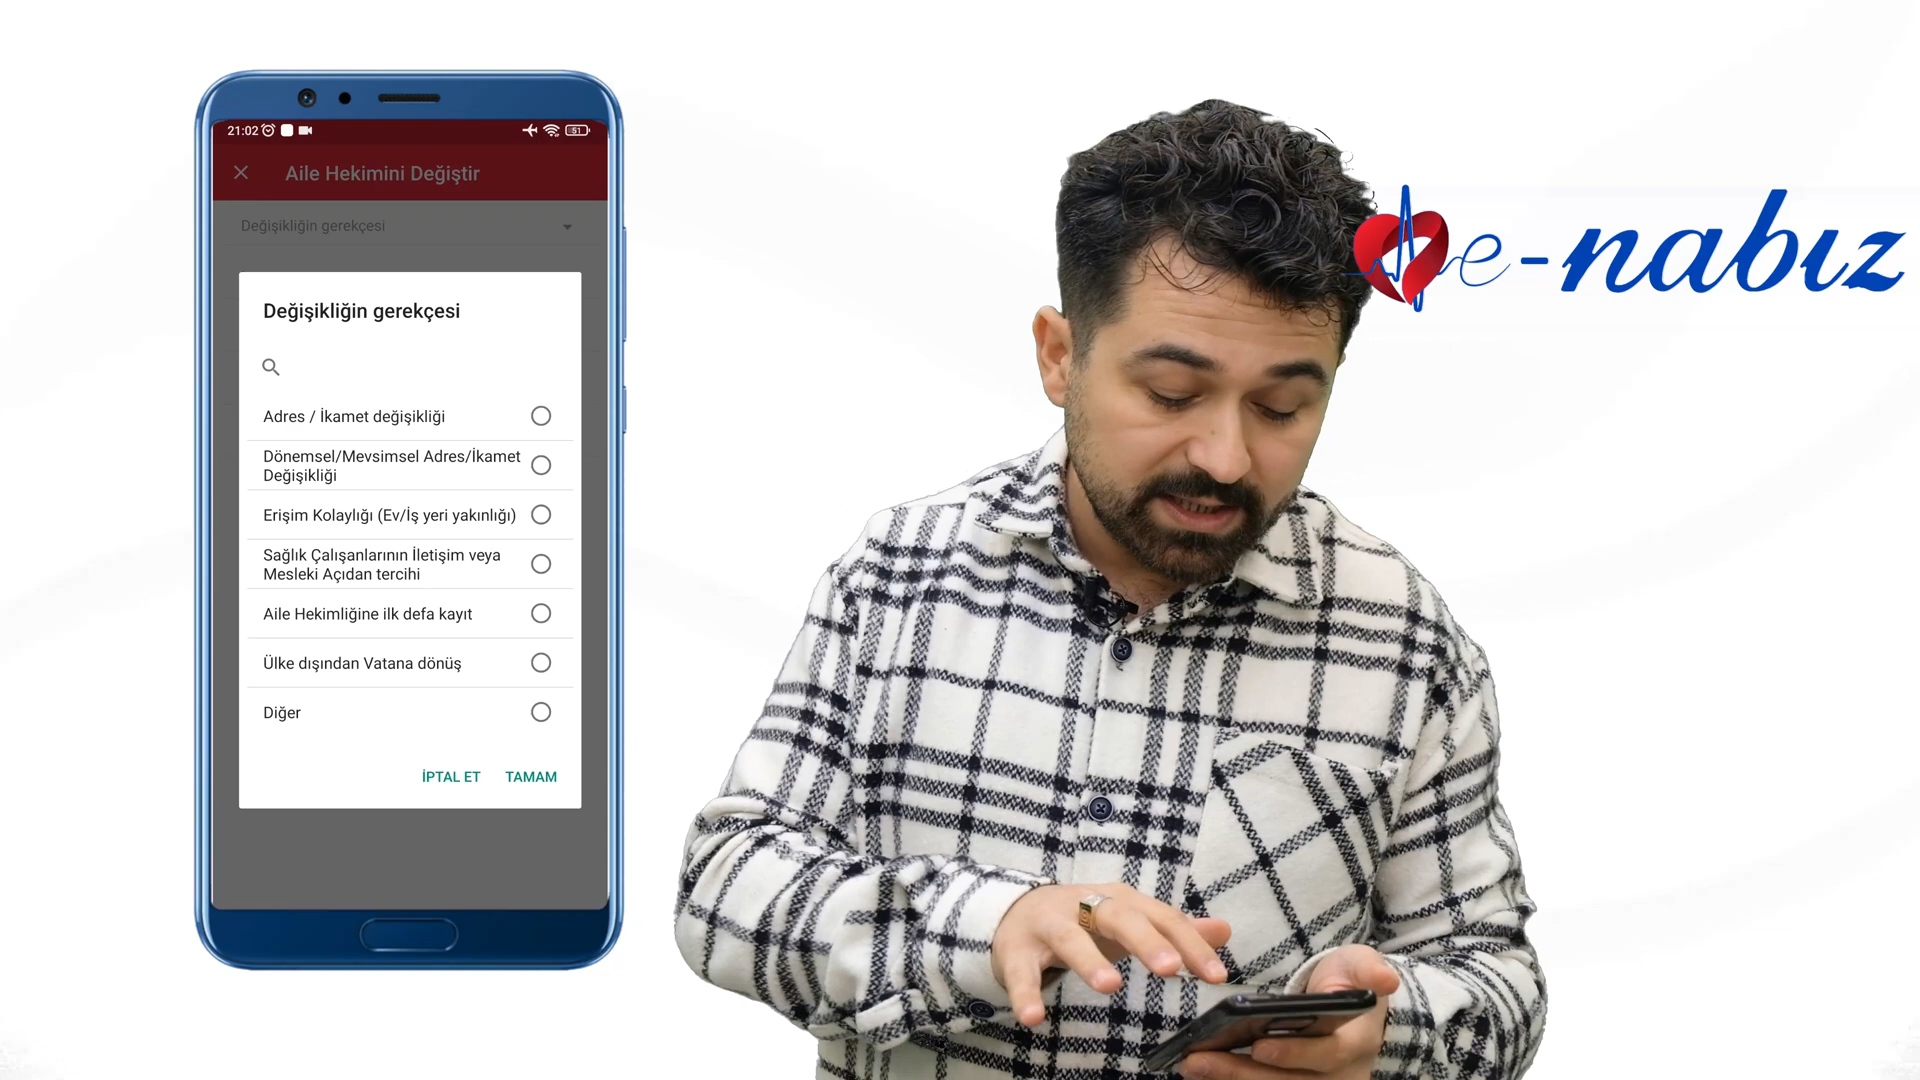 21:02
51
Aile Hekimini Değiştir
Değişikliğin gerekçesi
Değişikliğin gerekçesi
Adres / İkamet değişikliği
Dönemsel/Mevsimsel Adres/İkamet
Değişikliği
Erişim Kolaylığı (Ev/İş yeri yakınlığı)
Sağlık Çalışanlarının İletişim veya
Mesleki Açıdan tercihi
Aile Hekimliğine ilk defa kayıt
Ülke dışından Vatana dönüş
Diğer
İPTAL ET TAMAM
e-nabız